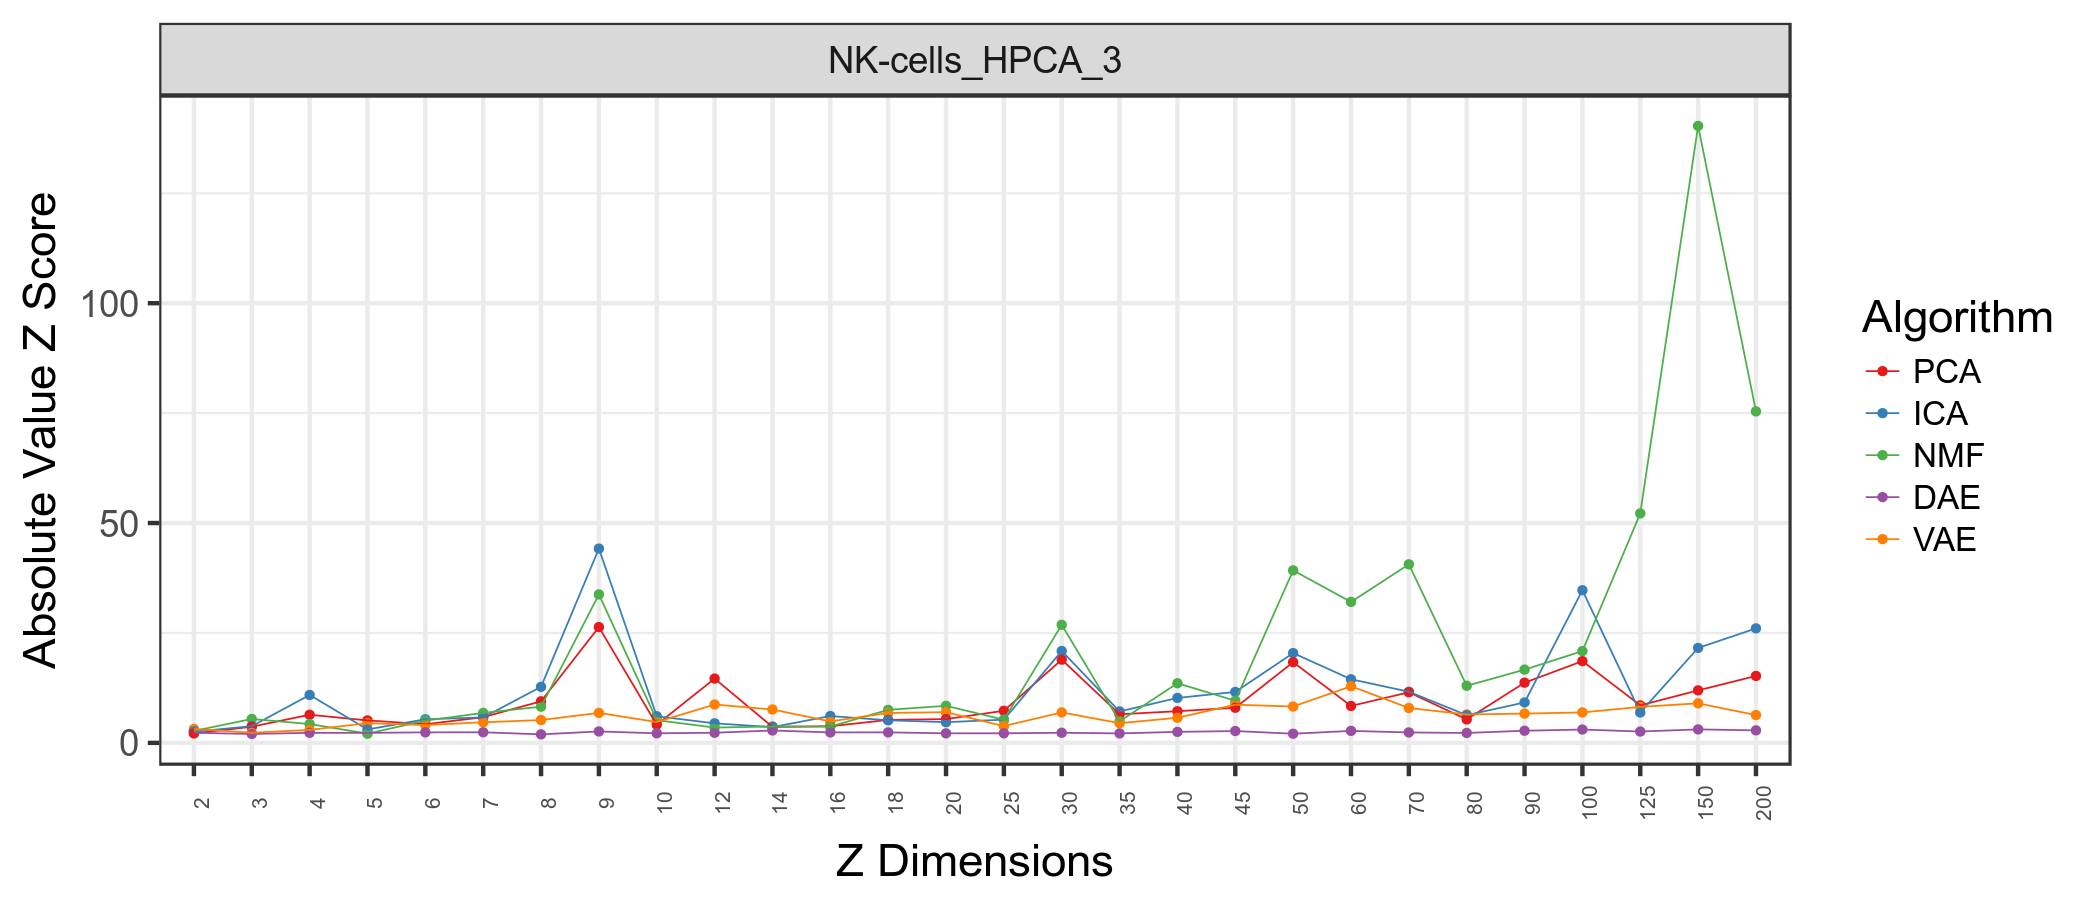 NK-cells_HPCA_3
Absolute Value Z Score
100
50
0
2 3 4 5 6 7 8 9 10 12 14 16 18 20 25 30 35 40 45 50 60 70 80 90 100 125 150 200
Z Dimensions
Algorithm
PCA
ICA
NMF
DAE
VAE